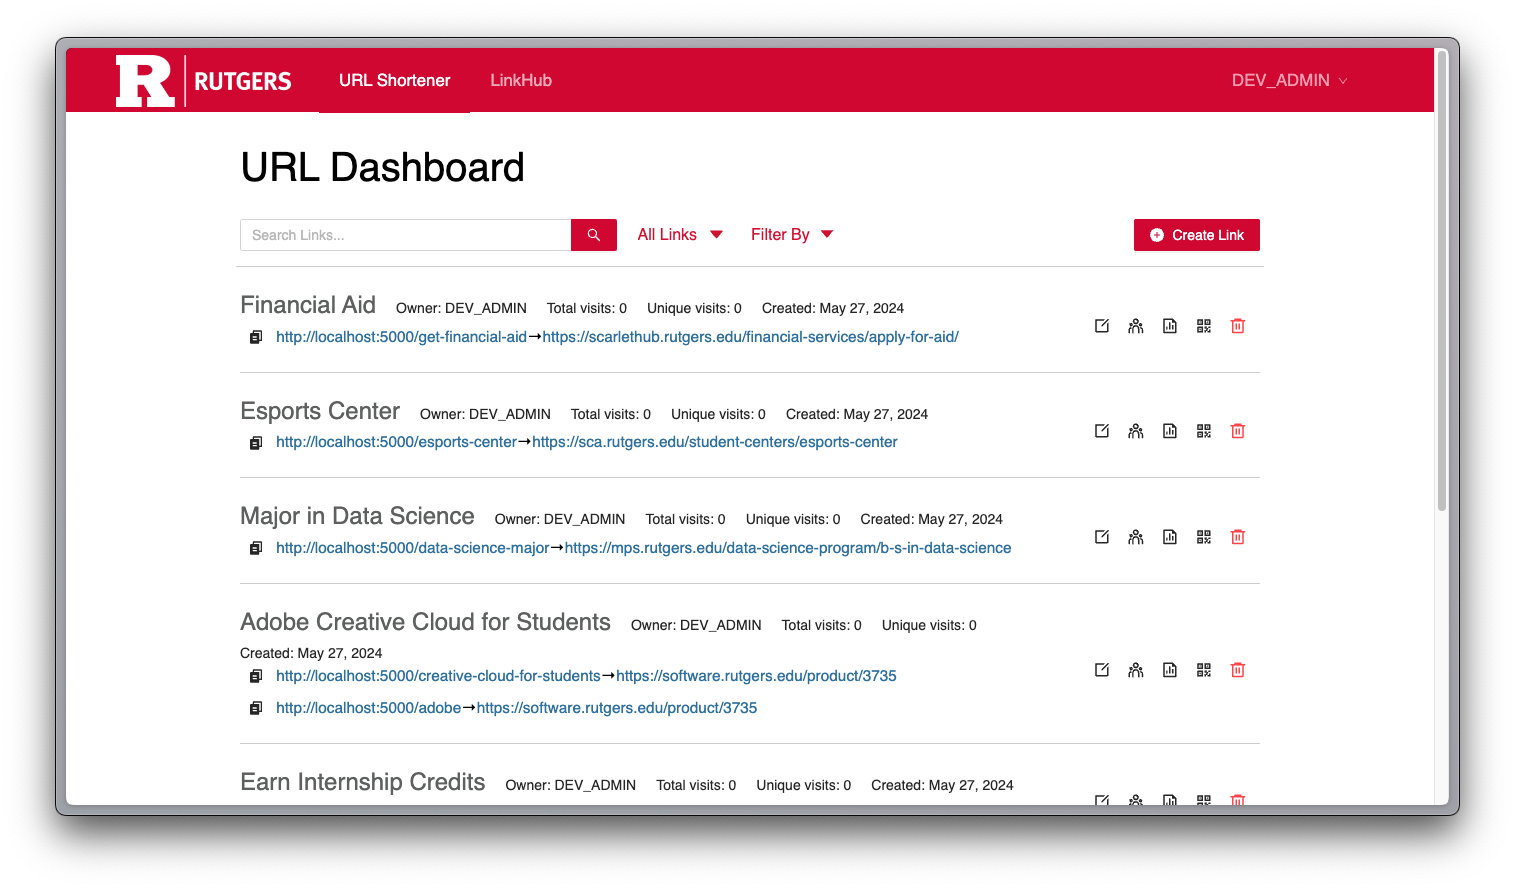 R RUTGERS URL Shortener LinkHub DEV_ADMIN
URL Dashboard
Search Links... All Links Filter By Create Link
Financial Aid Owner: DEV_ADMIN Total visits: 0 Unique visits: 0 Created: May 27, 2024
http://localhost:5000/get-financial-aid→https://scarlethub.rutgers.edu/financial-services/apply-for-aid/
Esports Center Owner: DEV_ADMIN Total visits: 0 Unique visits: 0 Created: May 27, 2024
http://localhost:5000/esports-center→https://sca.rutgers.edu/student-centers/esports-center
Major in Data Science Owner: DEV_ADMIN Total visits: 0 Unique visits: 0 Created: May 27, 2024
http://localhost:5000/data-science-major→https://mps.rutgers.edu/data-science-program/b-s-in-data-science
Adobe Creative Cloud for Students Owner: DEV_ADMIN Total visits: 0 Unique visits: 0
Created: May 27, 2024
http://localhost:5000/creative-cloud-for-students→https://software.rutgers.edu/product/3735
http://localhost:5000/adobe→https://software.rutgers.edu/product/3735
Earn Internship Credits Owner: DEV_ADMIN Total visits: 0 Unique visits: 0 Created: May 27, 2024